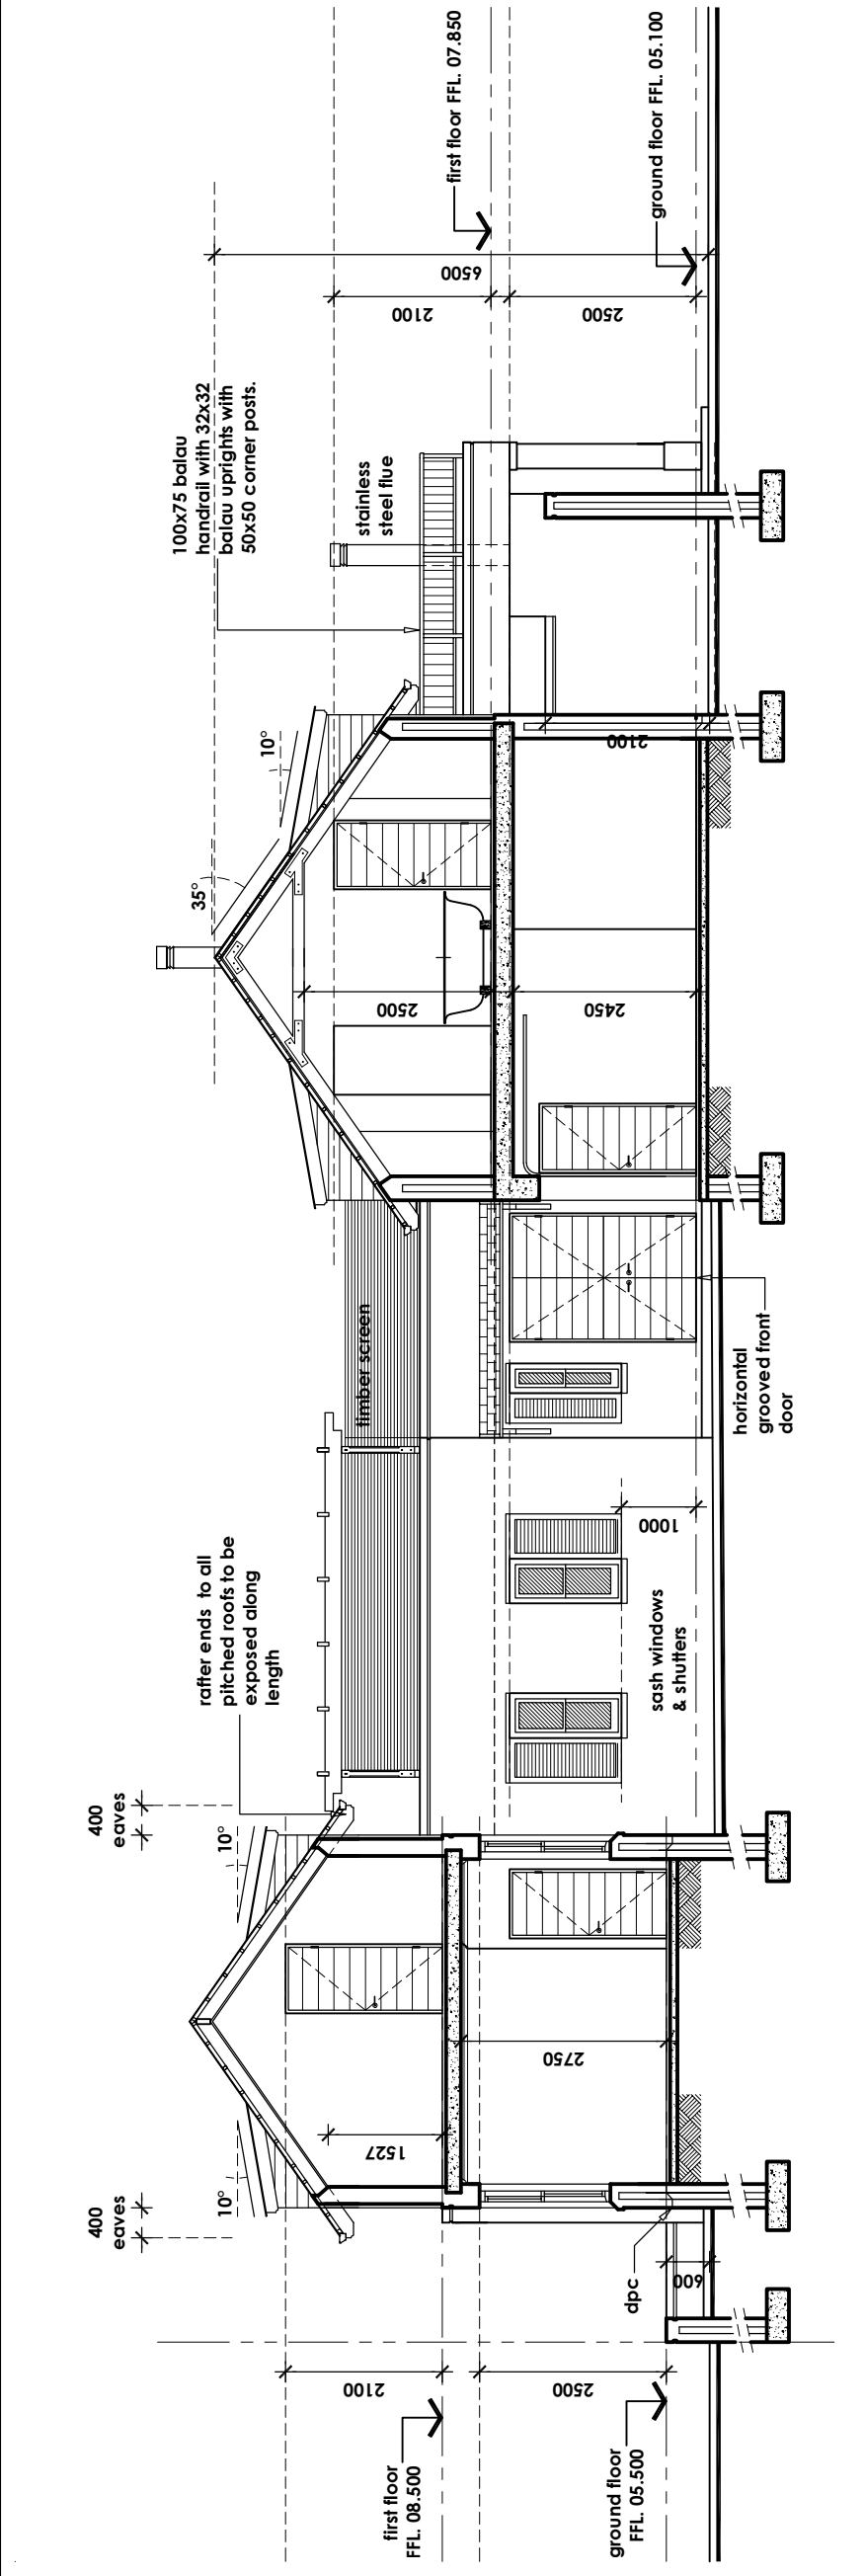 400
eaves
10°
10°
400
eaves
rafter ends to all
pitched roofs to be
exposed along
length
timber screen
35°
10°
100x75 balau
handrail with 32x32
balau uprights with
50x50 corner posts.
stainless
steel flue
first floor FFL. 07.850
ground floor FFL. 05.100
2100
6500
2500
2100
2500
2450
horizontal
grooved front
door
1000
sash windows
& shutters
2750
1527
dpc
600
2100
2500
first floor
FFL. 08.500
ground floor
FFL. 05.500